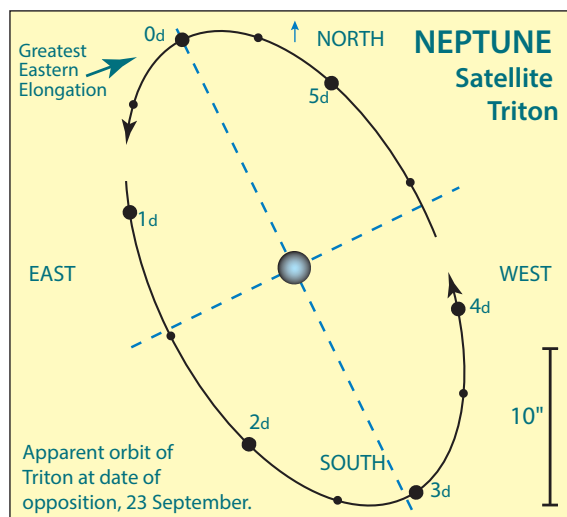 0d
NORTH
NEPTUNE
Satellite
Triton
Greatest
Eastern
Elongation
5d
1d
EAST
WEST
4d
10"
2d
SOUTH
3d
Apparent orbit of
Triton at date of
opposition, 23 September.